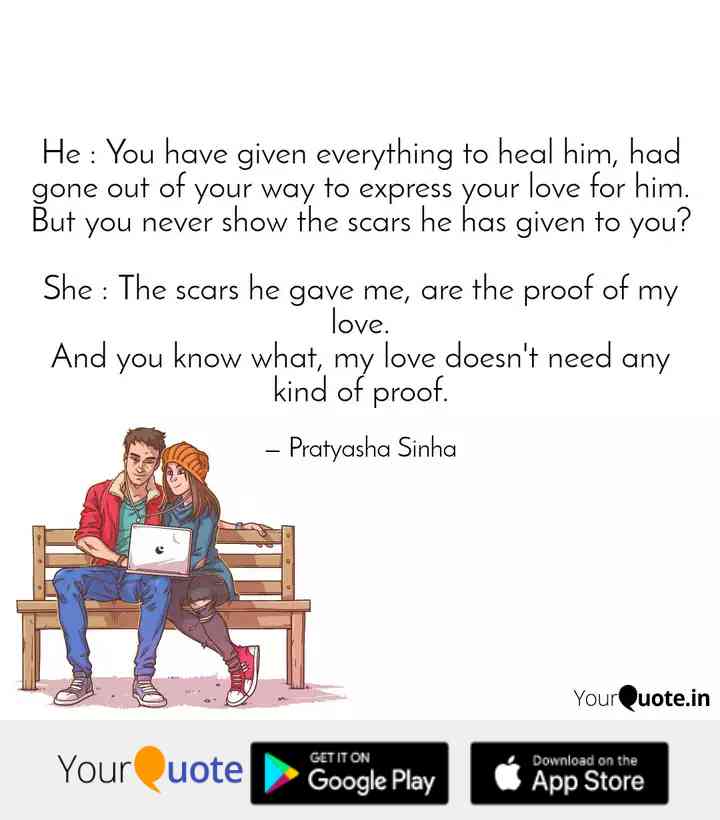 He : You have given everything to heal him, had
gone out of your way to express your love for him.
But you never show the scars he has given to you?
She : The scars he gave me, are the proof of my
love.
And you know what, my love doesn't need any
kind of proof.
– Pratyasha Sinha
YourQuote.in
YourQuote
GET IT ON
Google Play
Download on the
App Store